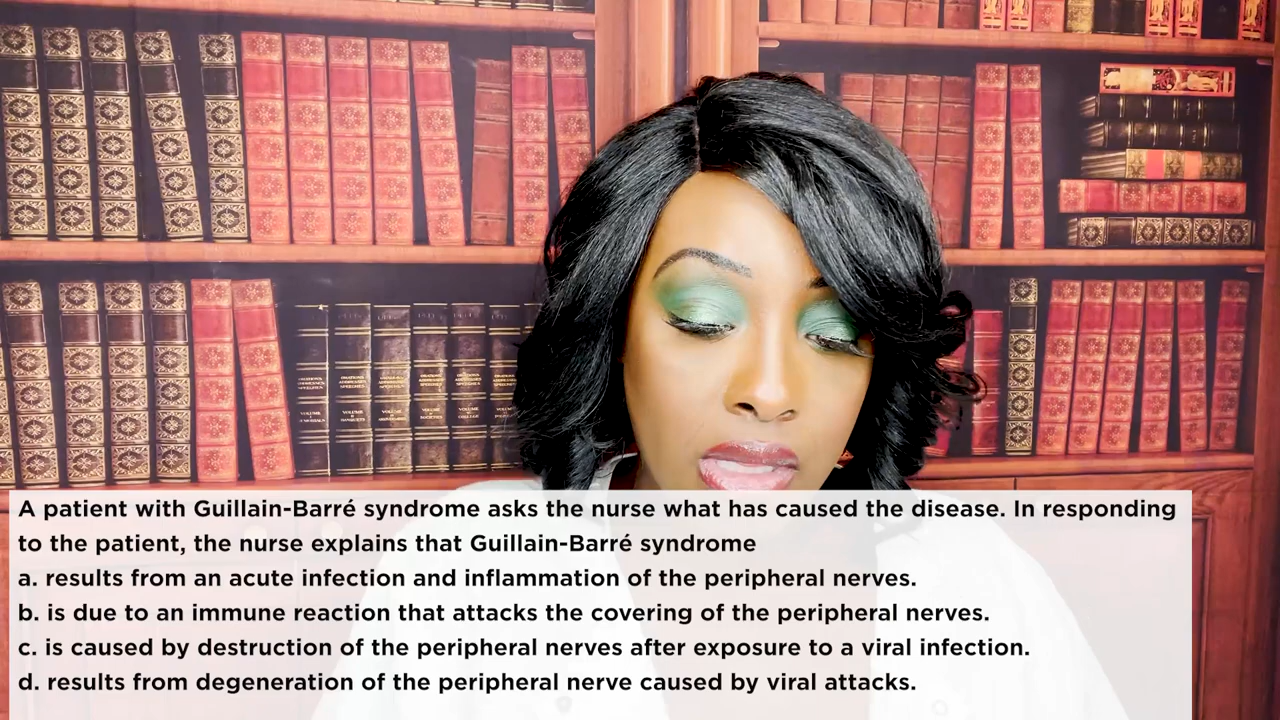 A patient with Guillain-Barré syndrome asks the nurse what has caused the disease. In responding
to the patient, the nurse explains that Guillain-Barré syndrome
a. results from an acute infection and inflammation of the peripheral nerves.
b. is due to an immune reaction that attacks the covering of the peripheral nerves.
c. is caused by destruction of the peripheral nerves after exposure to a viral infection.
d. results from degeneration of the peripheral nerve caused by viral attacks.